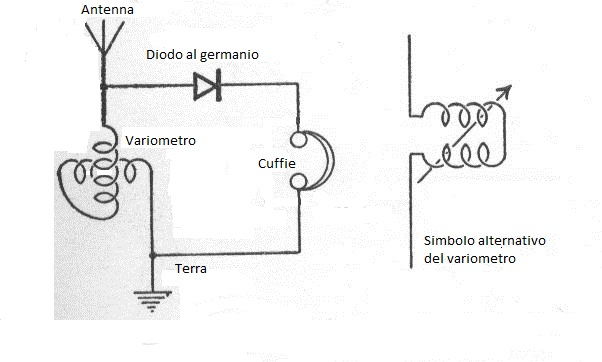 Antenna
Diodo al germanio
Variometro
Cuffie
Terra
Simbolo alternativo
del variometro